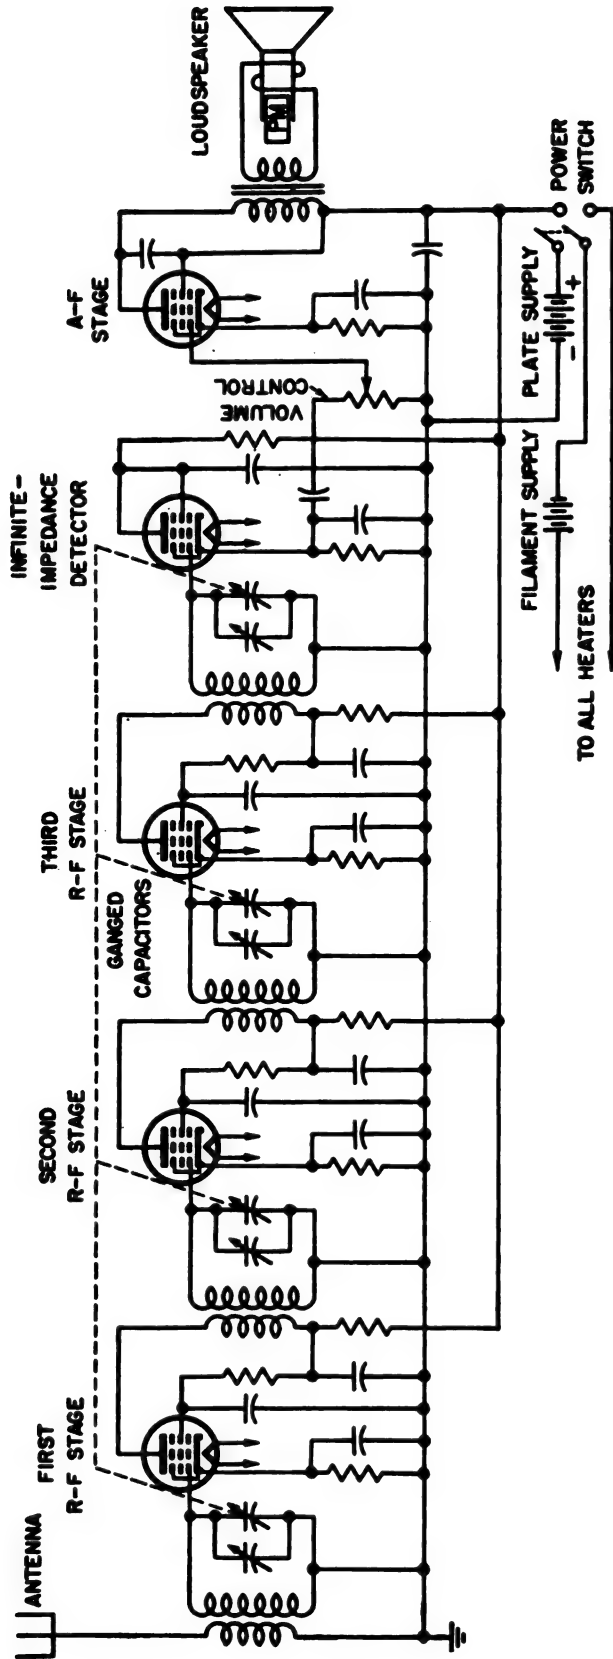 ANTENNA
FIRST
R-F STAGE
SECOND
R-F STAGE
GANGED
CAPACITORS
THIRD
R-F STAGE
INFINITE-
IMPEDANCE
DETECTOR
VOLUME
CONTROL
A-F
STAGE
LOUDSPEAKER
PM
FILAMENT SUPPLY
PLATE SUPPLY
- +
POWER
SWITCH
TO ALL HEATERS